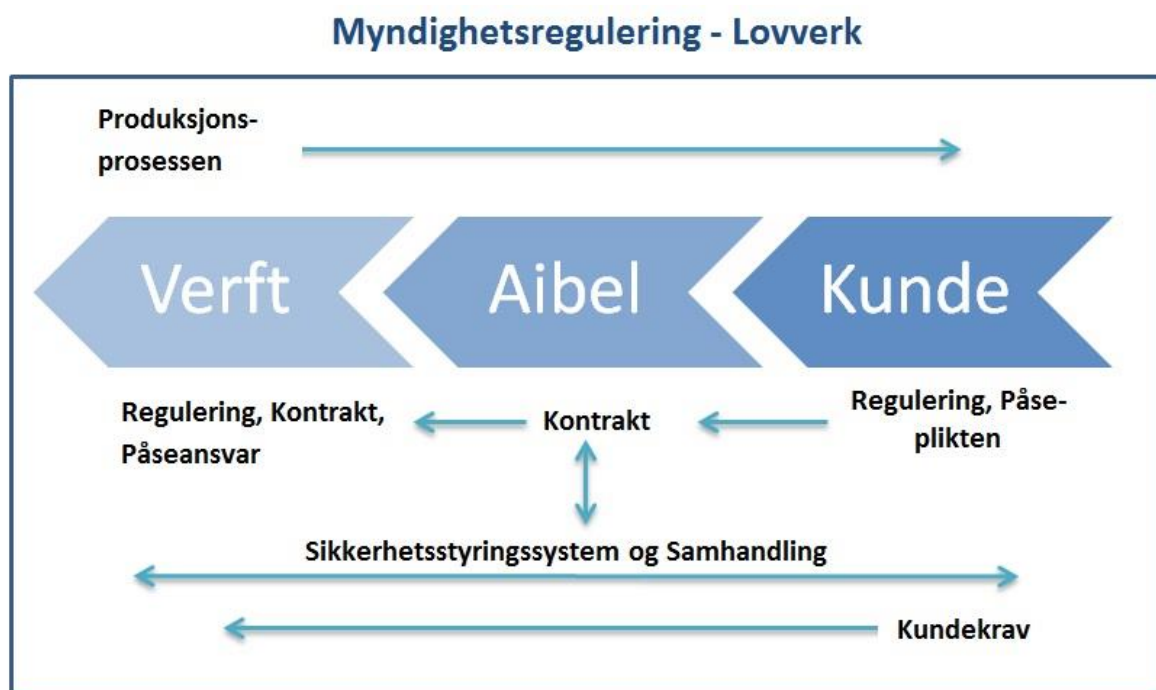 Myndighetsregulering - Lovverk
Produksjons-
prosessen
Verft
Aibel
Kunde
Regulering, Kontrakt,
Påseansvar
Kontrakt
Regulering, Påse-
plikten
Sikkerhetsstyringssystem og Samhandling
Kundekrav